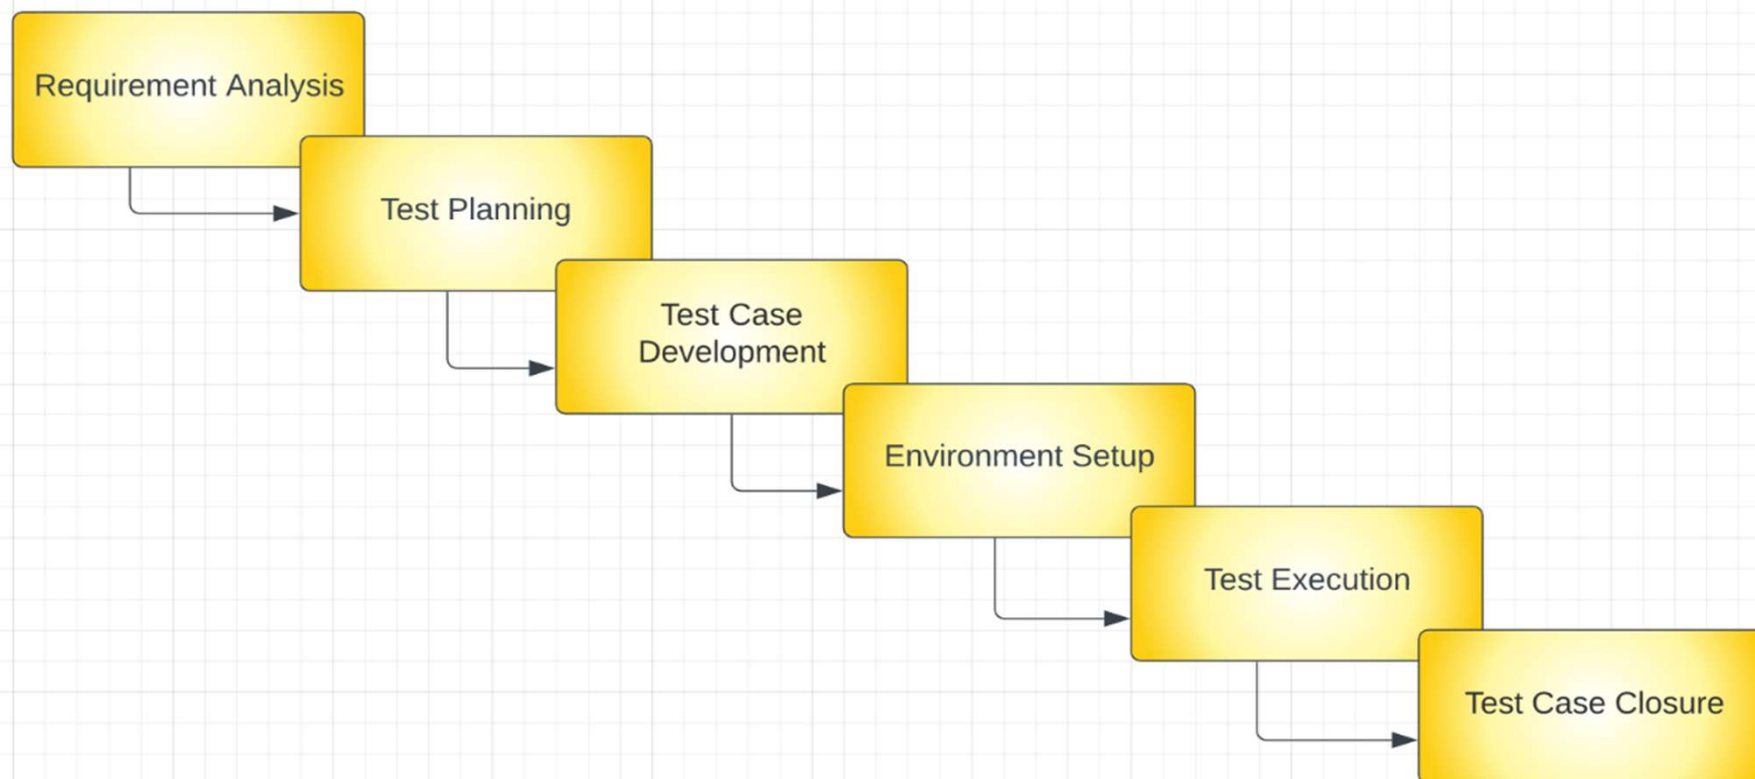 Requirement Analysis
Test Planning
Test Case
Development
Environment Setup
Test Execution
Test Case Closure